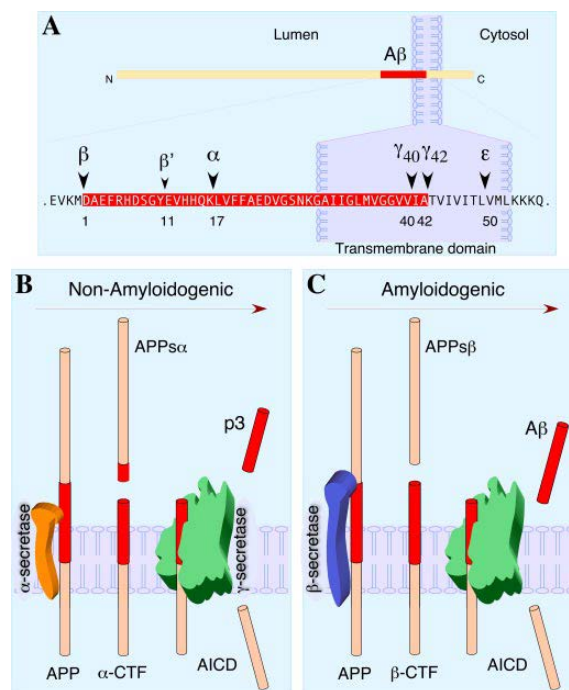 A
Lumen
Cytosol
Aβ
N
C
β
β’
α
γ40
γ42
ε
.EVKMDAEFRHDSGYEVHHQKLVFFAEDVGSNKGAIIGLMVGGVVIATVIVITLVMLKKKQ.
1
11
17
40
42
50
Transmembrane domain
B
Non-Amyloidogenic
APPsα
p3
α-secretase
γ-secretase
APP
α-CTF
AICD
C
Amyloidogenic
APPsβ
Aβ
β-secretase
APP
β-CTF
AICD